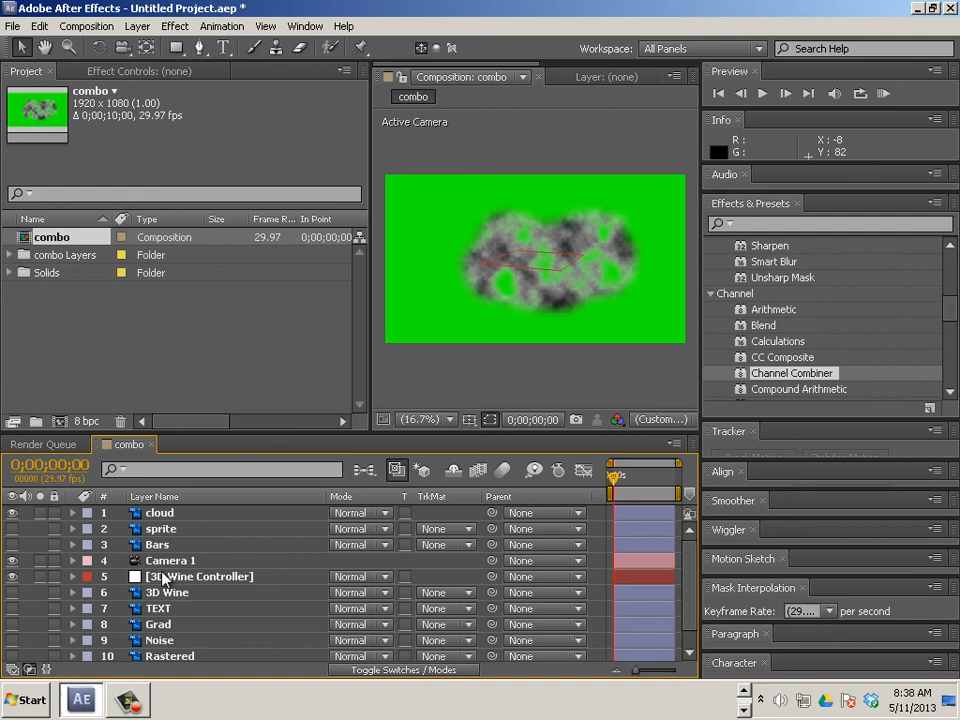 Adobe After Effects - Untitled Project.aep *
File Edit Composition Layer Effect Animation View Window Help
Workspace: All Panels Search Help
Project Effect Controls: (none)
combo
1920 x 1080 (1.00)
Δ 0;00;10;00, 29.97 fps
Name Type Size Frame R... In Point
combo Composition 29.97 0;00;00;00
combo Layers Folder
Solids Folder
8 bpc
Composition: combo Layer: (none)
combo
Active Camera
(16.7%) 0;00;00;00 (Custom...)
Preview
Info
R: X: -8
G: Y: 82
Audio
Effects & Presets
Sharpen
Smart Blur
Unsharp Mask
Channel
Arithmetic
Blend
Calculations
CC Composite
Channel Combiner
Compound Arithmetic
Tracker
Align
Smoother
Wiggler
Motion Sketch
Mask Interpolation
Keyframe Rate: (29.... per second
Paragraph
Character
Render Queue combo
0;00;00;00
00000 (29.97 fps)
# Layer Name Mode T TrkMat Parent
1 cloud Normal None
2 sprite Normal None None
3 Bars Normal None None
4 Camera 1 None
5 [3D Wine Controller] Normal None
6 3D Wine Normal None None
7 TEXT Normal None None
8 Grad Normal None None
9 Noise Normal None None
10 Rastered Normal None None
Toggle Switches / Modes
Start Ae 8:38 AM
5/11/2013